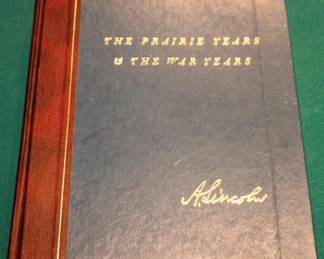 THE PRAIRIE YEARS
& THE WAR YEARS
A. Lincoln